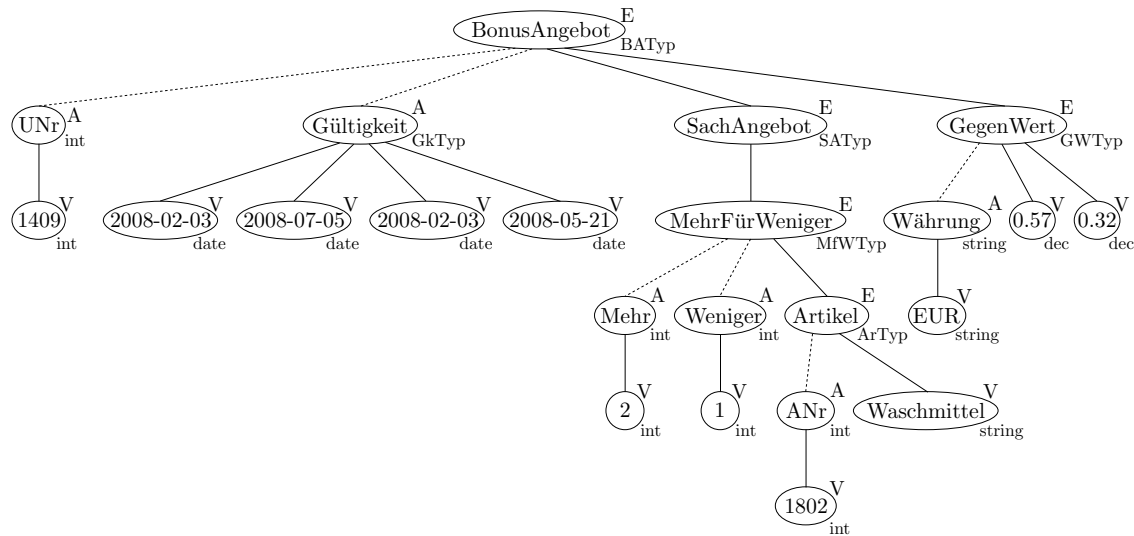 BonusAngebot E BATyp
UNr A int Gültigkeit A GkTyp SachAngebot E SATyp GegenWert E GWTyp
1409 V int 2008-02-03 V date 2008-07-05 V date 2008-02-03 V date 2008-05-21 V date MehrFürWeniger E MfWTyp Währung A string 0.57 V dec 0.32 V dec
Mehr A int Weniger A int Artikel E ArTyp EUR V string
2 V int 1 V int ANr A int Waschmittel V string
1802 V int